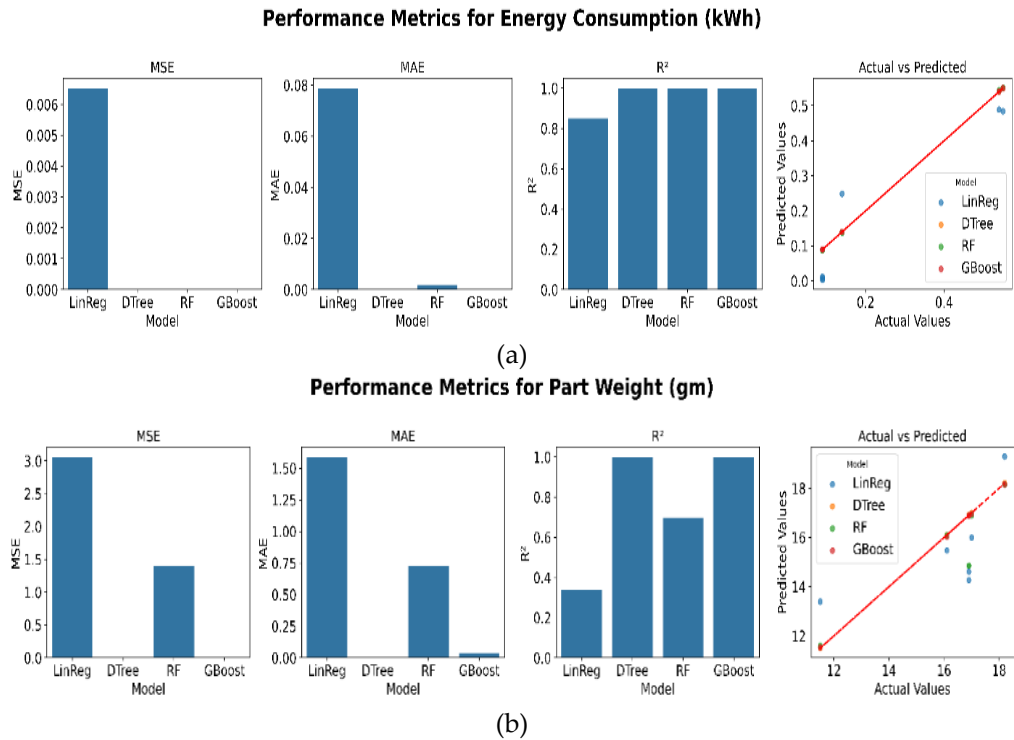 Performance Metrics for Energy Consumption (kWh)
MSE
MAE
R²
Actual vs Predicted
0.006
0.005
0.004
0.003
0.002
0.001
0.000
MSE
LinReg DTree RF GBoost
Model
0.08
0.06
0.04
0.02
0.00
MAE
LinReg DTree RF GBoost
Model
1.0
0.8
0.6
0.4
0.2
0.0
R²
LinReg DTree RF GBoost
Model
0.5
0.4
0.3
0.2
0.1
0.0
Predicted Values
Model
LinReg
DTree
RF
GBoost
0.2 0.4
Actual Values
(a)
Performance Metrics for Part Weight (gm)
MSE
MAE
R²
Actual vs Predicted
3.0
2.5
2.0
1.5
1.0
0.5
0.0
MSE
LinReg DTree RF GBoost
Model
1.50
1.25
1.00
0.75
0.50
0.25
0.00
MAE
LinReg DTree RF GBoost
Model
1.0
0.8
0.6
0.4
0.2
0.0
R²
LinReg DTree RF GBoost
Model
18
16
14
12
Predicted Values
Model
LinReg
DTree
RF
GBoost
12 14 16 18
Actual Values
(b)